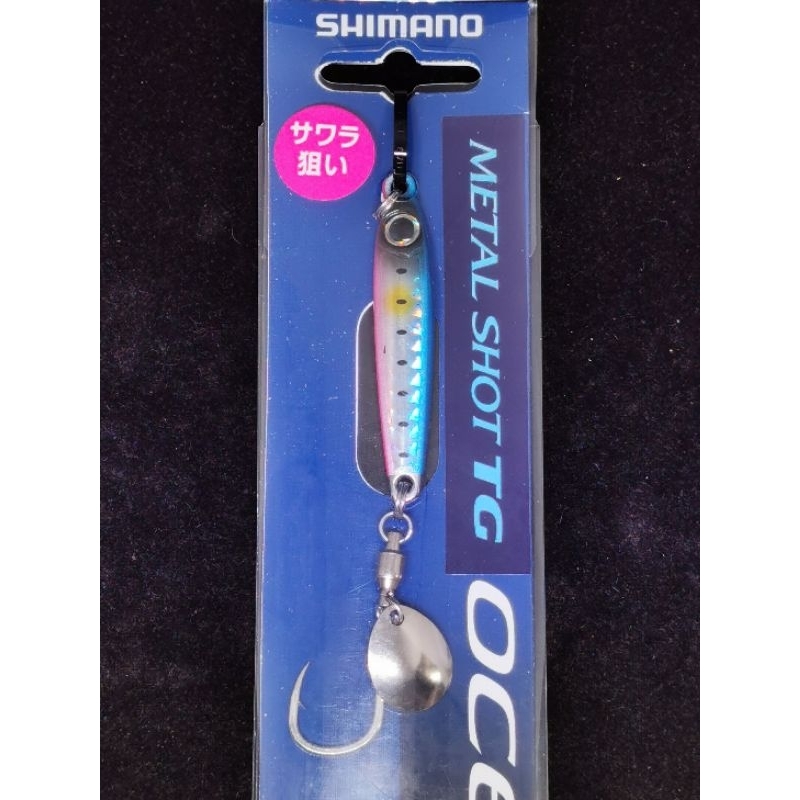 SHIMANO
サワラ
狙い
METAL SHOT TG
OCE